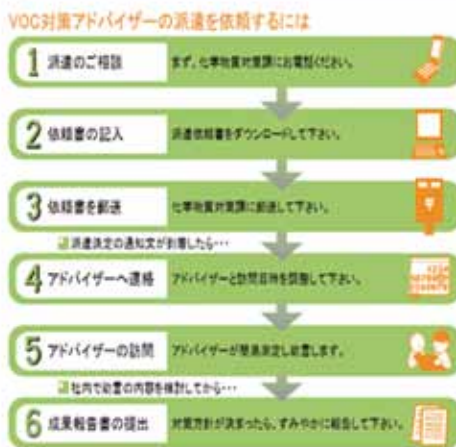 VOC対策アドバイザーの派遣を依頼するには
1 派遣のご相談 まず、化学物質対策課にお電話ください。
2 依頼書の記入 派遣依頼書をダウンロードして下さい。
3 依頼書を郵送 化学物質対策課に郵送して下さい。
派遣決定の通知文が到着したら・・・
4 アドバイザーへ連絡 アドバイザーと訪問日時を調整して下さい。
5 アドバイザーの訪問 アドバイザーが簡易測定し助言します。
社内で助言の内容を検討してから・・・
6 成果報告書の提出 対策方針が決まったら、すみやかに報告して下さい。